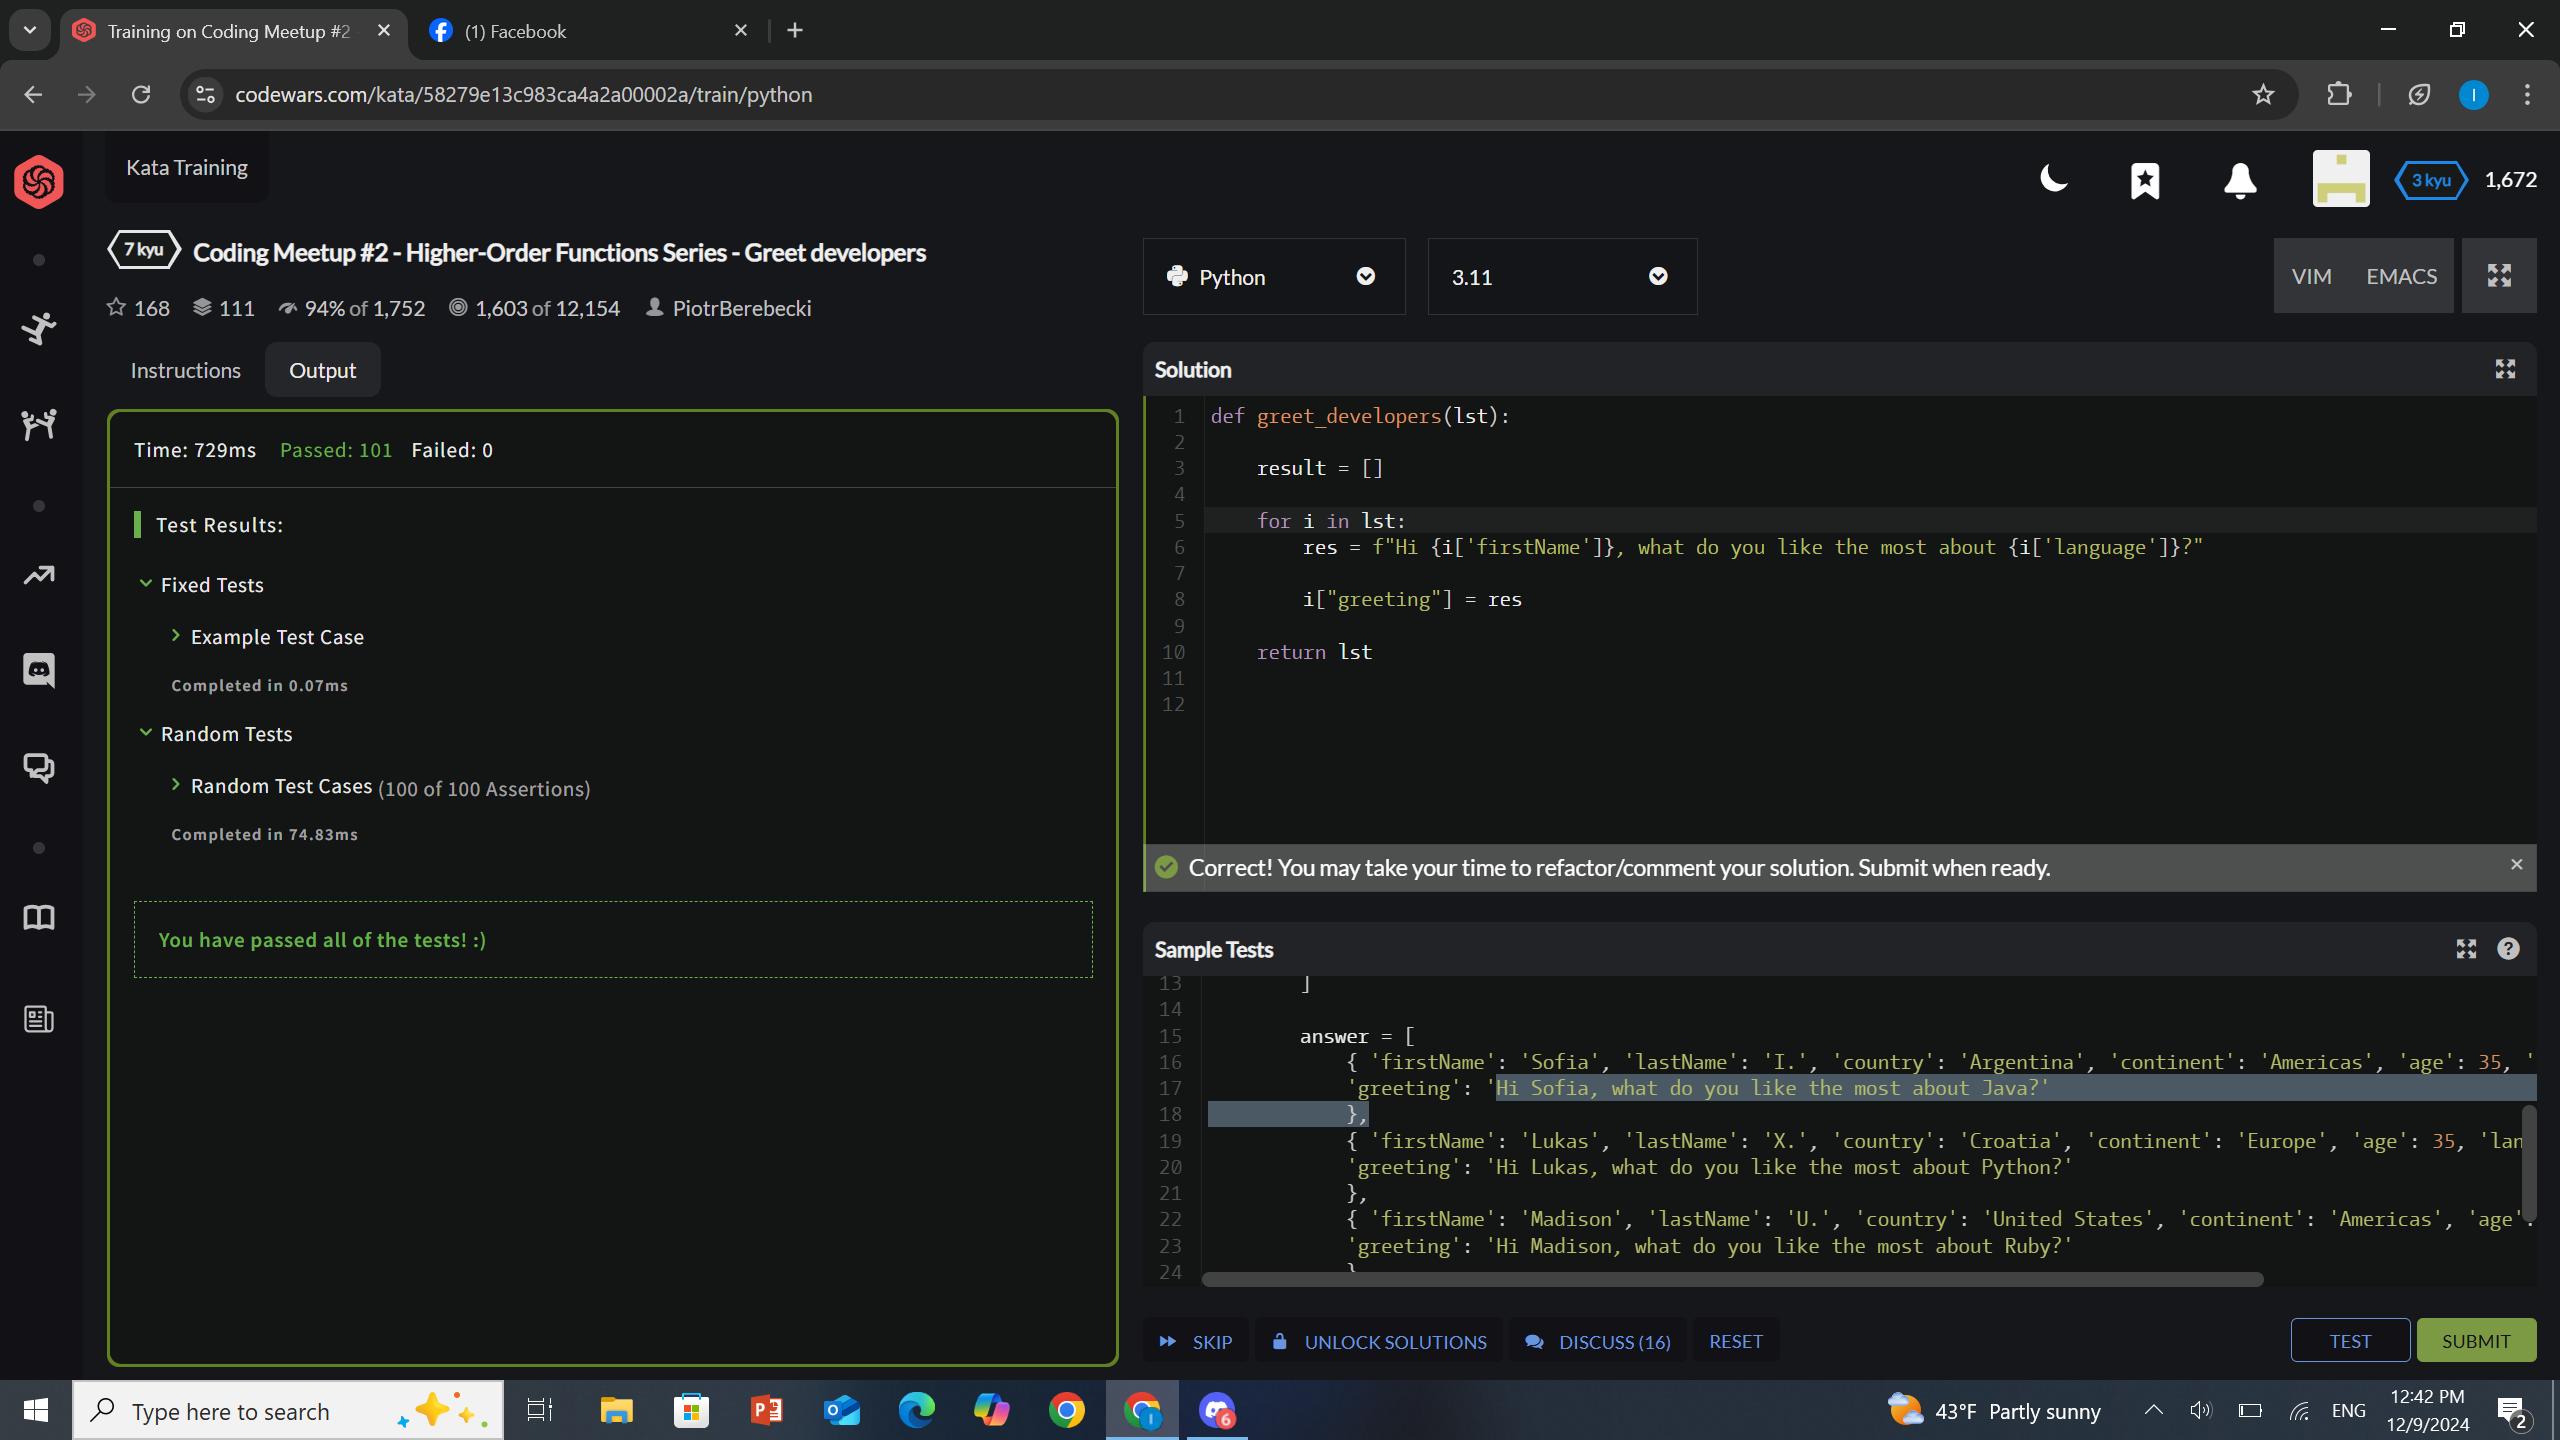 Training on Coding Meetup #2
(1) Facebook
codewars.com/kata/58279e13c983ca4a2a00002a/train/python
I
Kata Training
3 kyu
1,672
7 kyu
Coding Meetup #2 - Higher-Order Functions Series - Greet developers
168 111 94% of 1,752 1,603 of 12,154 PiotrBerebecki
Python
3.11
VIM EMACS
Instructions
Output
Time: 729ms Passed: 101 Failed: 0
Test Results:
Fixed Tests
Example Test Case
Completed in 0.07ms
Random Tests
Random Test Cases (100 of 100 Assertions)
Completed in 74.83ms
You have passed all of the tests! :)
Solution
1 def greet_developers(lst):
2
3 result = []
4
5 for i in lst:
6 res = f"Hi {i['firstName']}, what do you like the most about {i['language']}?"
7
8 i["greeting"] = res
9
10 return lst
11
12
Correct! You may take your time to refactor/comment your solution. Submit when ready.
Sample Tests
13 ]
14
15 answer = [
16 { 'firstName': 'Sofia', 'lastName': 'I.', 'country': 'Argentina', 'continent': 'Americas', 'age': 35, '
17 'greeting': 'Hi Sofia, what do you like the most about Java?'
18 },
19 { 'firstName': 'Lukas', 'lastName': 'X.', 'country': 'Croatia', 'continent': 'Europe', 'age': 35, 'lan
20 'greeting': 'Hi Lukas, what do you like the most about Python?'
21 },
22 { 'firstName': 'Madison', 'lastName': 'U.', 'country': 'United States', 'continent': 'Americas', 'age':
23 'greeting': 'Hi Madison, what do you like the most about Ruby?'
24 }
SKIP
UNLOCK SOLUTIONS
DISCUSS (16)
RESET
TEST
SUBMIT
Type here to search
6
43°F Partly sunny
ENG
12:42 PM
12/9/2024
2